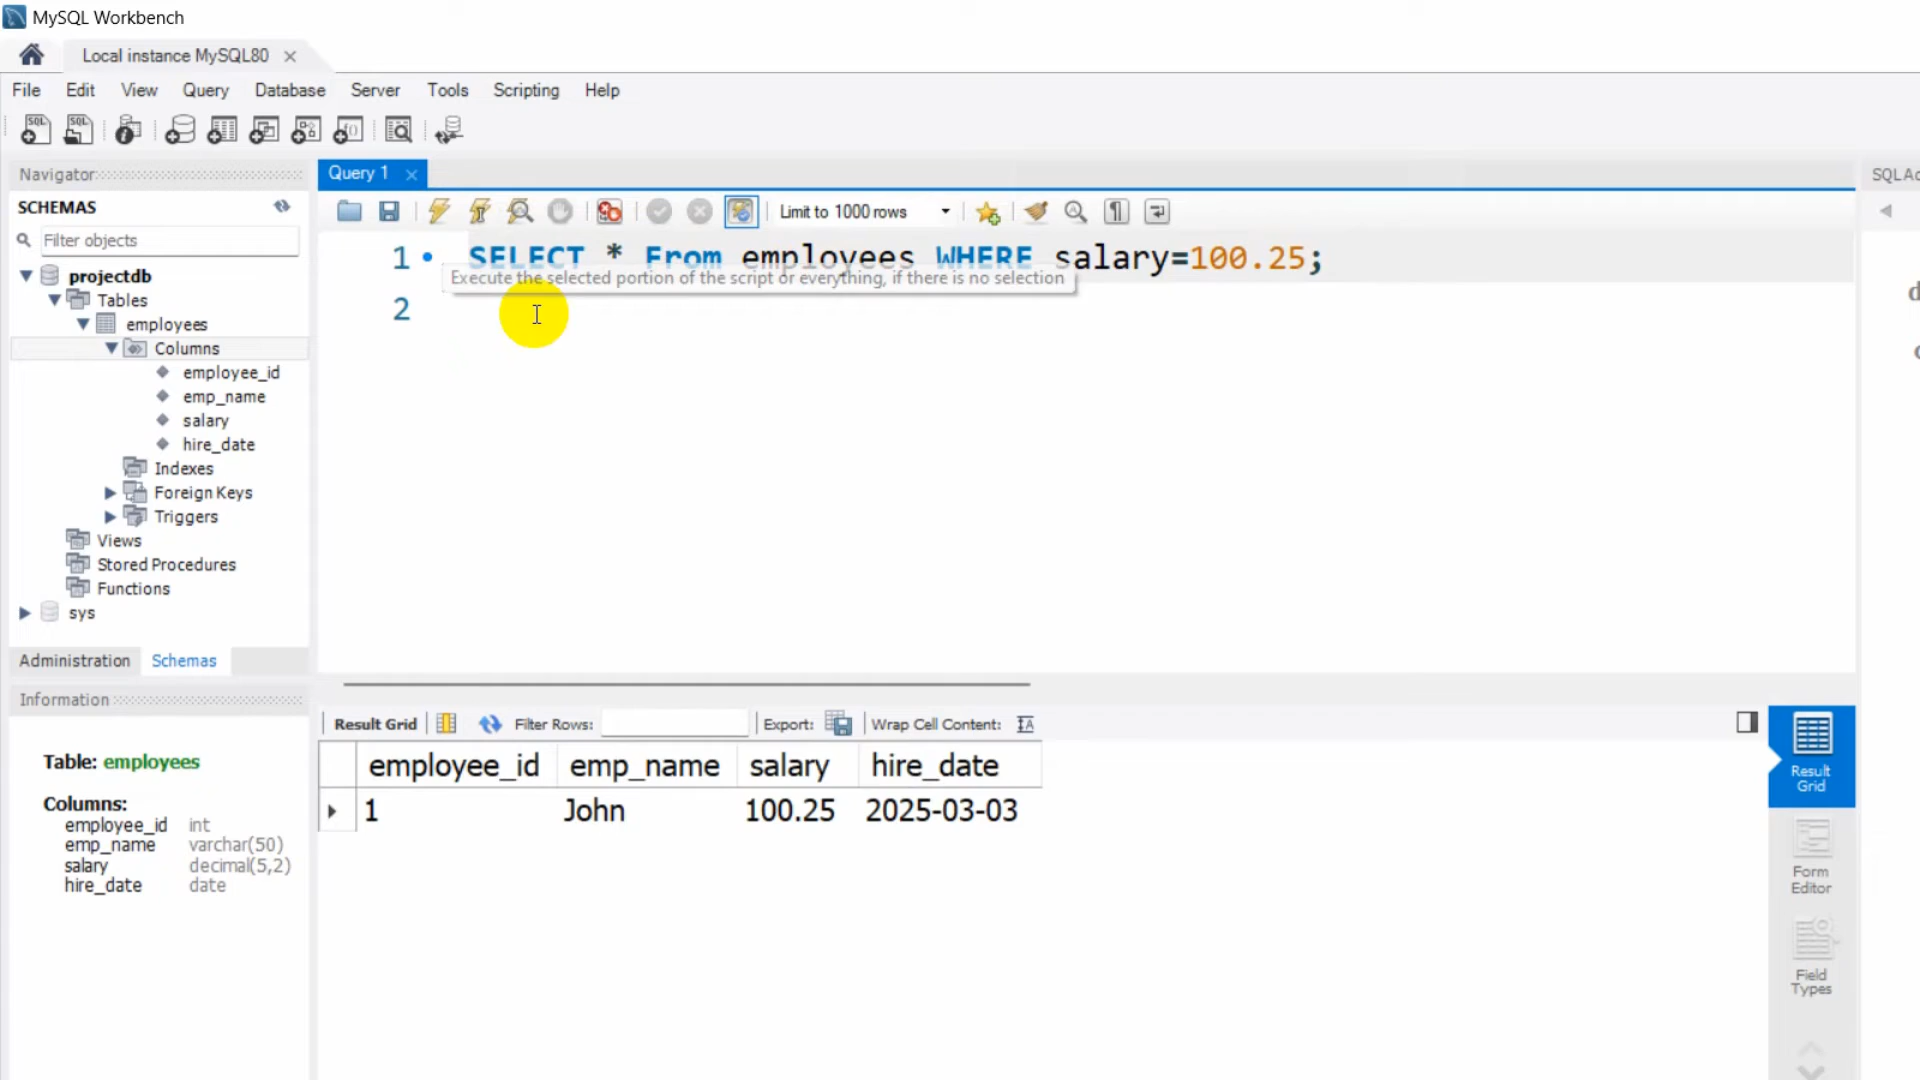 MySQL Workbench
Local instance MySQL80
File Edit View Query Database Server Tools Scripting Help
Navigator
SCHEMAS
Filter objects
projectdb
Tables
employees
Columns
employee_id
emp_name
salary
hire_date
Indexes
Foreign Keys
Triggers
Views
Stored Procedures
Functions
sys
Administration Schemas
Information
Table: employees
Columns:
employee_id int
emp_name varchar(50)
salary decimal(5,2)
hire_date date
Query 1
Limit to 1000 rows
1 SELECT * From employees WHERE salary=100.25;
Execute the selected portion of the script or everything, if there is no selection
2
Result Grid Filter Rows: Export: Wrap Cell Content:
employee_id emp_name salary hire_date
1 John 100.25 2025-03-03
Result
Grid
Form
Editor
Field
Types